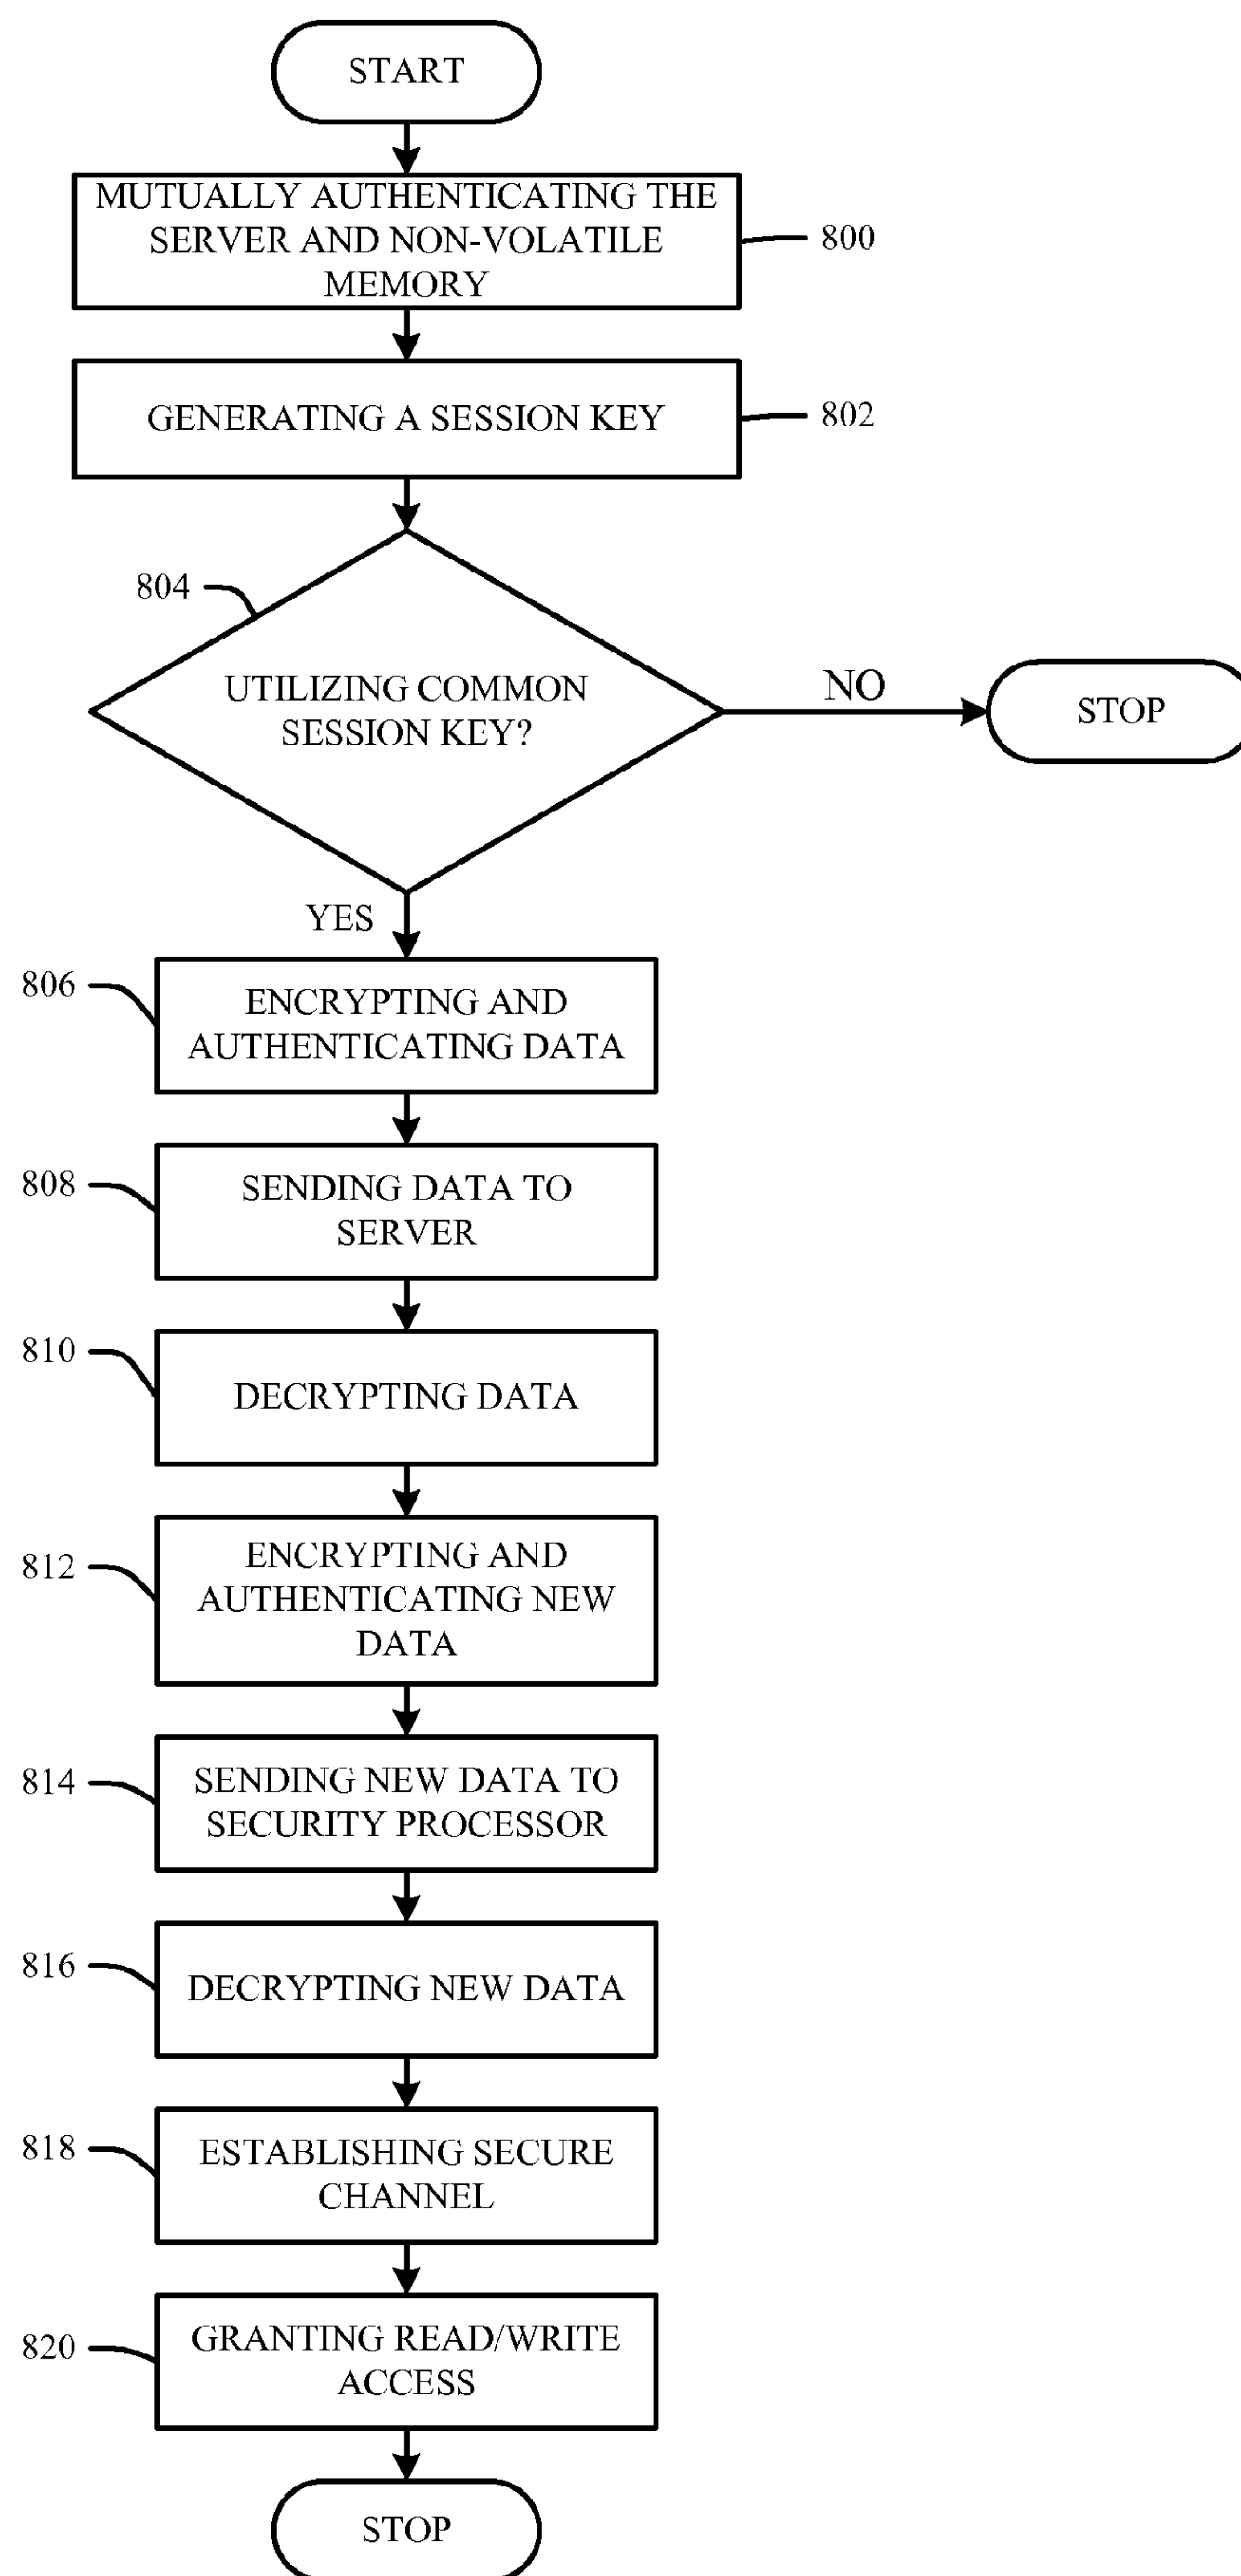 START
MUTUALLY AUTHENTICATING THE
SERVER AND NON-VOLATILE
MEMORY
800
GENERATING A SESSION KEY
802
804
UTILIZING COMMON
SESSION KEY?
NO
STOP
YES
806
ENCRYPTING AND
AUTHENTICATING DATA
808
SENDING DATA TO
SERVER
810
DECRYPTING DATA
812
ENCRYPTING AND
AUTHENTICATING NEW
DATA
814
SENDING NEW DATA TO
SECURITY PROCESSOR
816
DECRYPTING NEW DATA
818
ESTABLISHING SECURE
CHANNEL
820
GRANTING READ/WRITE
ACCESS
STOP